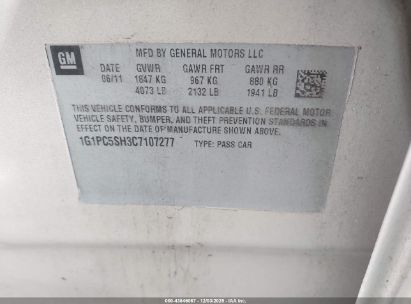 GM
MFD BY GENERAL MOTORS LLC
DATE GVWR GAWR FRT GAWR RR
06/11 1847 KG 967 KG 880 KG
4073 LB 2132 LB 1941 LB
THIS VEHICLE CONFORMS TO ALL APPLICABLE U.S. FEDERAL MOTOR
VEHICLE SAFETY, BUMPER, AND THEFT PREVENTION STANDARDS IN
EFFECT ON THE DATE OF MANUFACTURE SHOWN ABOVE.
1G1PC5SH3C7107277 TYPE: PASS CAR